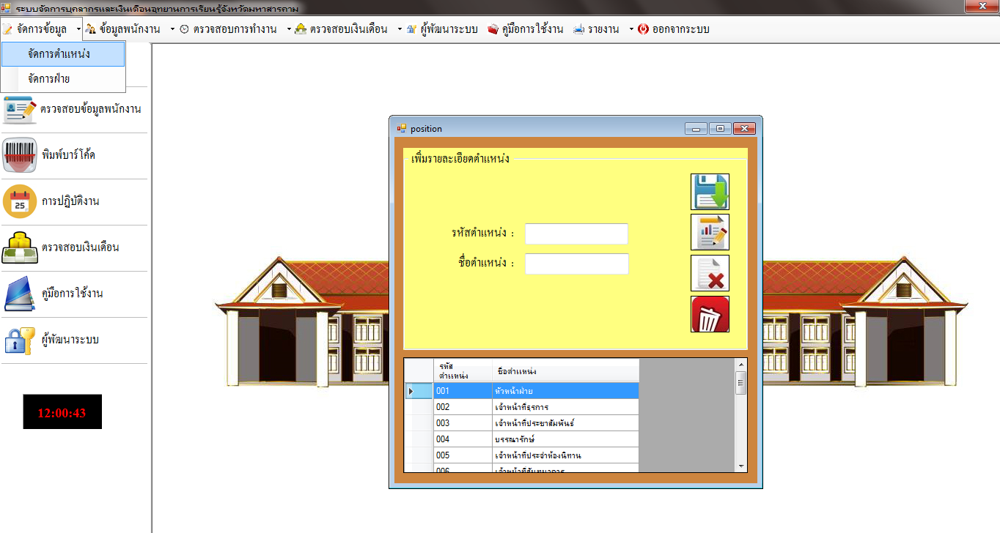 ระบบจัดการบุคลากรและเงินเดือนอุทยานการเรียนรู้จังหวัดมหาสารคาม
จัดการข้อมูล ข้อมูลพนักงาน ตรวจสอบการทำงาน ตรวจสอบเงินเดือน ผู้พัฒนาระบบ คู่มือการใช้งาน รายงาน ออกจากระบบ
จัดการตำแหน่ง
จัดการฝ่าย
ตรวจสอบข้อมูลพนักงาน
พิมพ์บาร์โค้ด
การปฏิบัติงาน
25
ตรวจสอบเงินเดือน
คู่มือการใช้งาน
ผู้พัฒนาระบบ
12:00:43
position
เพิ่มรายละเอียดตำแหน่ง
รหัสตำแหน่ง :
ชื่อตำแหน่ง :
รหัส
ตำแหน่ง ชื่อตำแหน่ง
001 หัวหน้าฝ่าย
002 เจ้าหน้าที่ธุรการ
003 เจ้าหน้าที่ประชาสัมพันธ์
004 บรรณารักษ์
005 เจ้าหน้าที่ประจำห้องนิทาน
006 เจ้าหน้าที่สันทนาการ